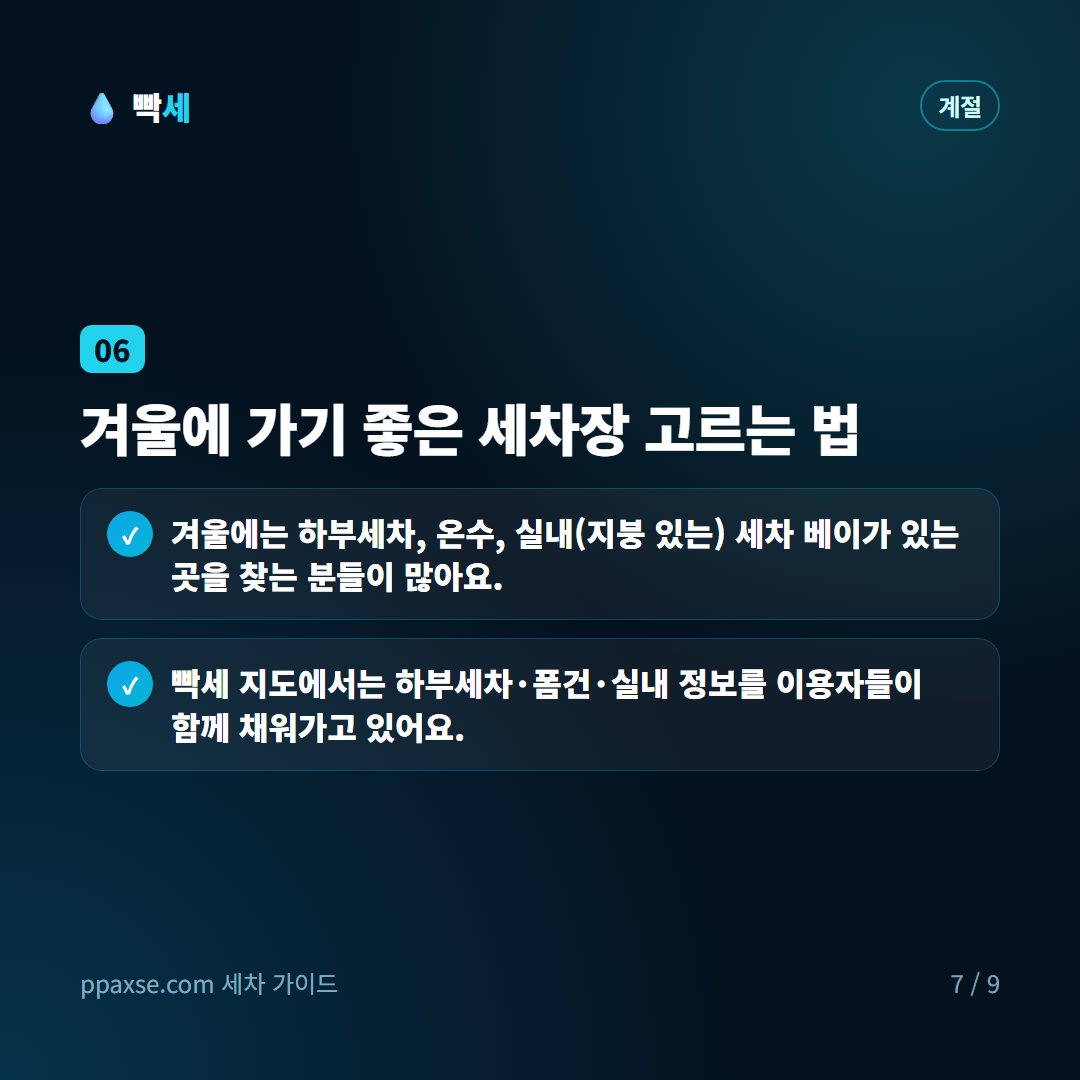 빡세
계절
06
겨울에 가기 좋은 세차장 고르는 법
겨울에는 하부세차, 온수, 실내(지붕 있는) 세차 베이가 있는
곳을 찾는 분들이 많아요.
빡세 지도에서는 하부세차·폼건·실내 정보를 이용자들이
함께 채워가고 있어요.
ppaxse.com 세차 가이드
7 / 9